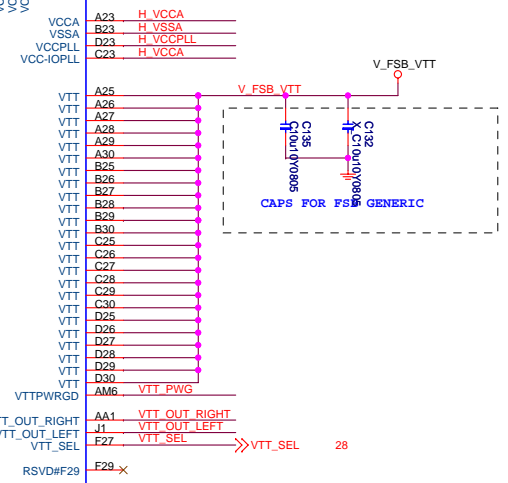 VCCA A23 H_VCCA
VSSA B23 H_VSSA
VCCPLL D23 H_VCCPLL
VCC-IOPLL C23 H_VCCA
V_FSB_VTT
VTT A25 V_FSB_VTT
VTT A26
VTT A27
VTT A28
VTT A29
VTT A30
VTT B25
VTT B26
VTT B27
VTT B28
VTT B29
VTT B30
VTT C25
VTT C26
VTT C27
VTT C28
VTT C29
VTT C30
VTT D25
VTT D26
VTT D27
VTT D28
VTT D29
VTT D30
C135
C10u10Y0805
C132
X_C10u10Y0805
CAPS FOR FSB GENERIC
VTTPWRGD AM6 VTT_PWG
TT_OUT_RIGHT AA1 VTT_OUT_RIGHT
TT_OUT_LEFT J1 VTT_OUT_LEFT
VTT_SEL F27 VTT_SEL VTT_SEL 28
RSVD#F29 F29